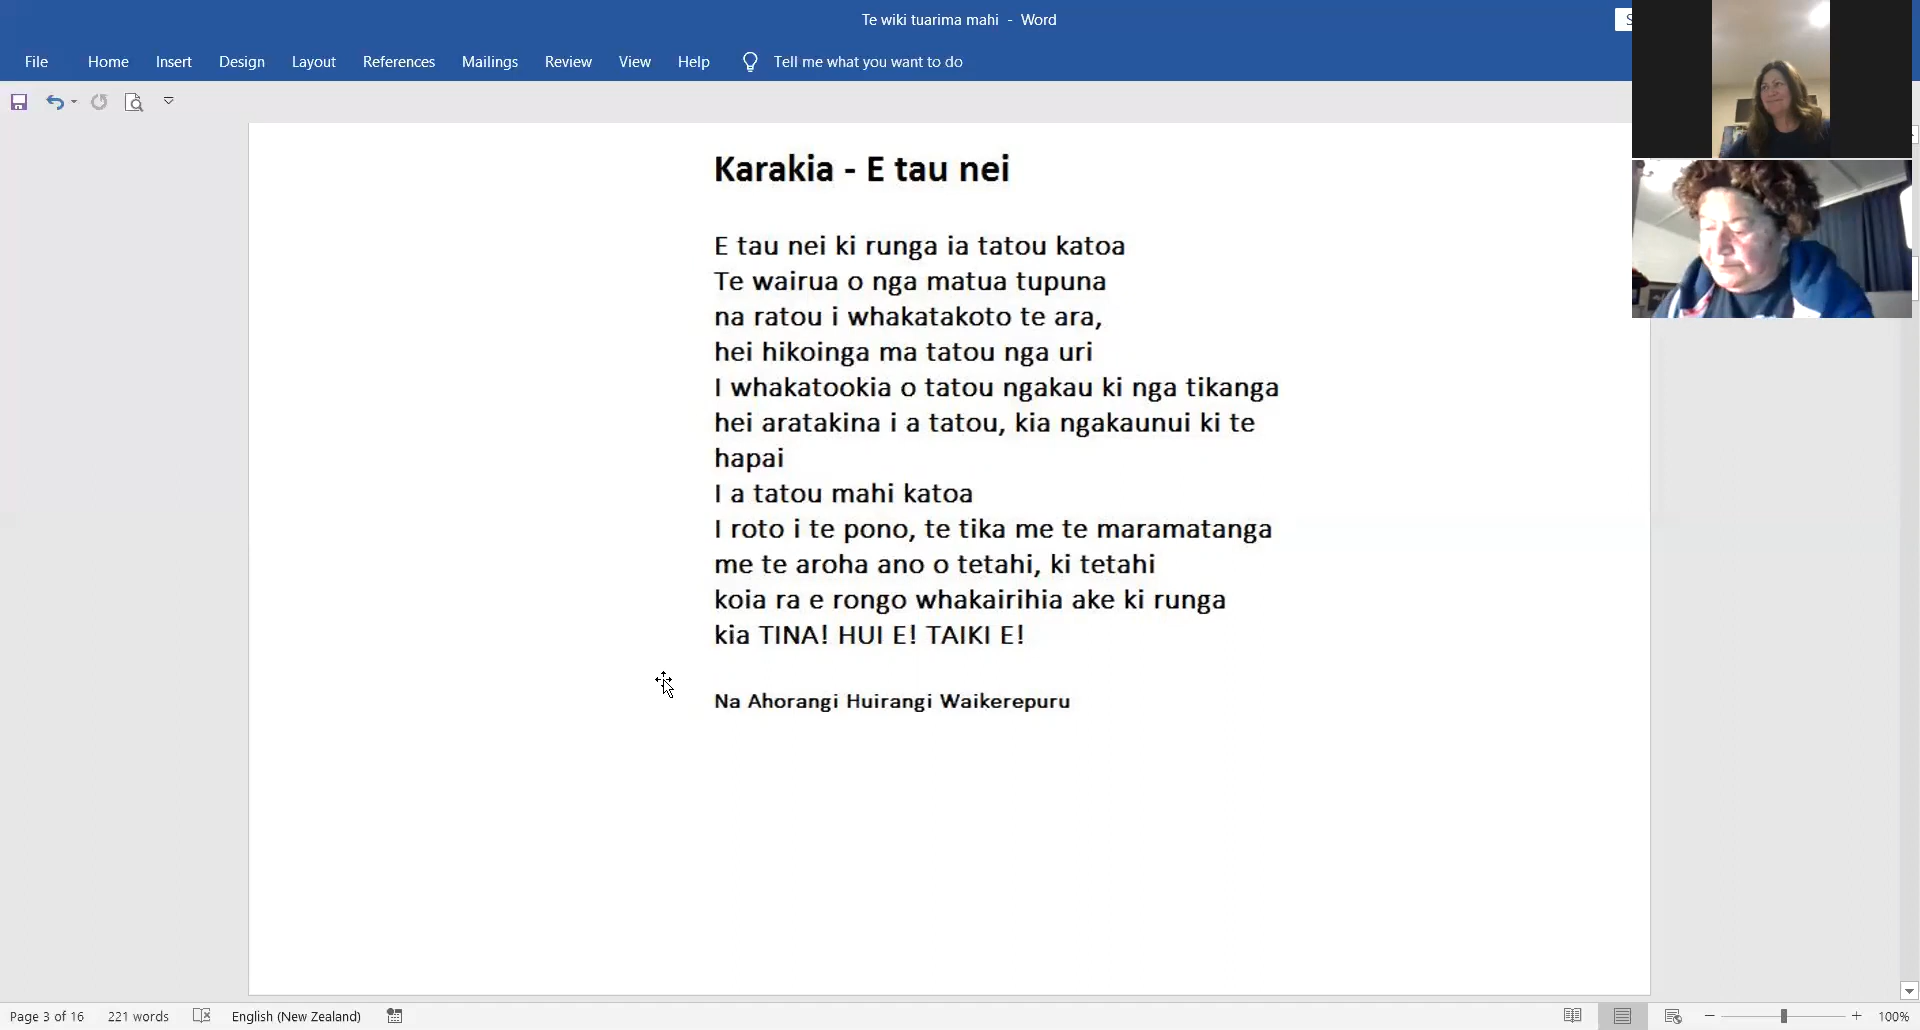 Te wiki tuarima mahi - Word
File Home Insert Design Layout References Mailings Review View Help Tell me what you want to do
Karakia - E tau nei
E tau nei ki runga ia tatou katoa
Te wairua o nga matua tupuna
na ratou i whakatakoto te ara,
hei hikoinga ma tatou nga uri
I whakatookia o tatou ngakau ki nga tikanga
hei aratakina i a tatou, kia ngakaunui ki te
hapai
I a tatou mahi katoa
I roto i te pono, te tika me te maramatanga
me te aroha ano o tetahi, ki tetahi
koia ra e rongo whakairihia ake ki runga
kia TINA! HUI E! TAIKI E!
Na Ahorangi Huirangi Waikerepuru
Page 3 of 16 221 words English (New Zealand) 100%